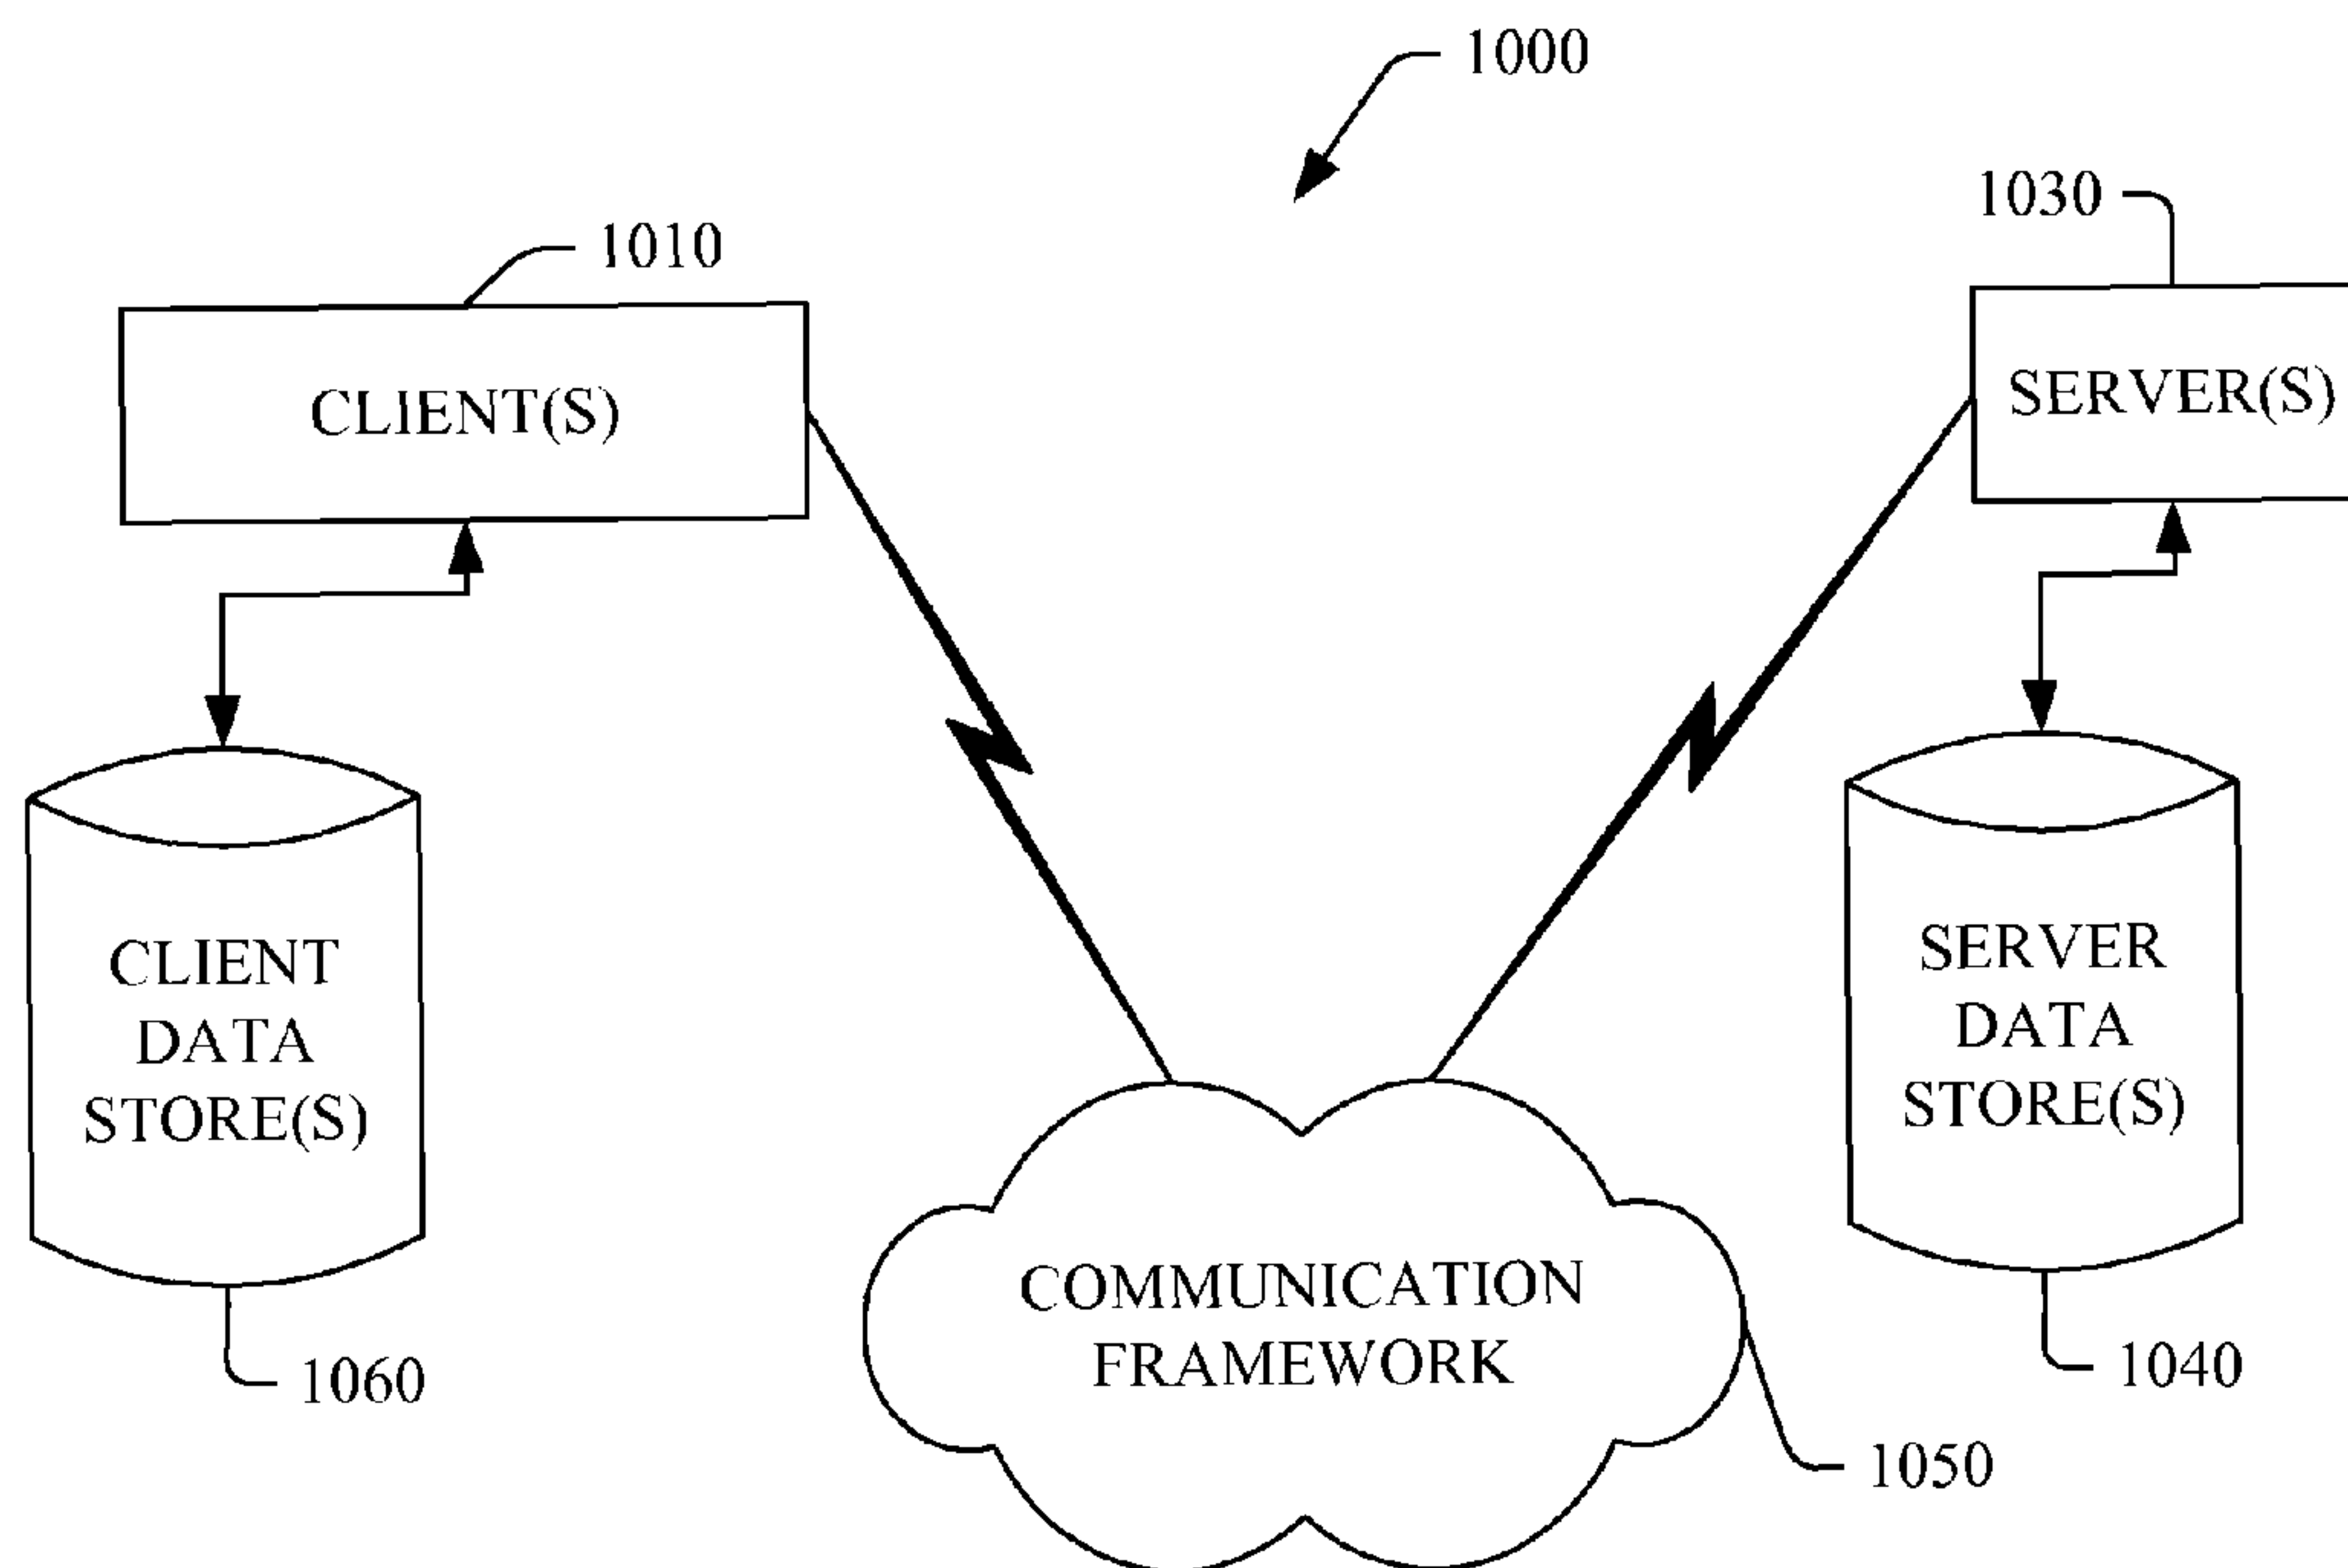 1000
1030
1010
CLIENT(S)
SERVER(S)
CLIENT
DATA
STORE(S)
SERVER
DATA
STORE(S)
COMMUNICATION
FRAMEWORK
1060
1040
1050